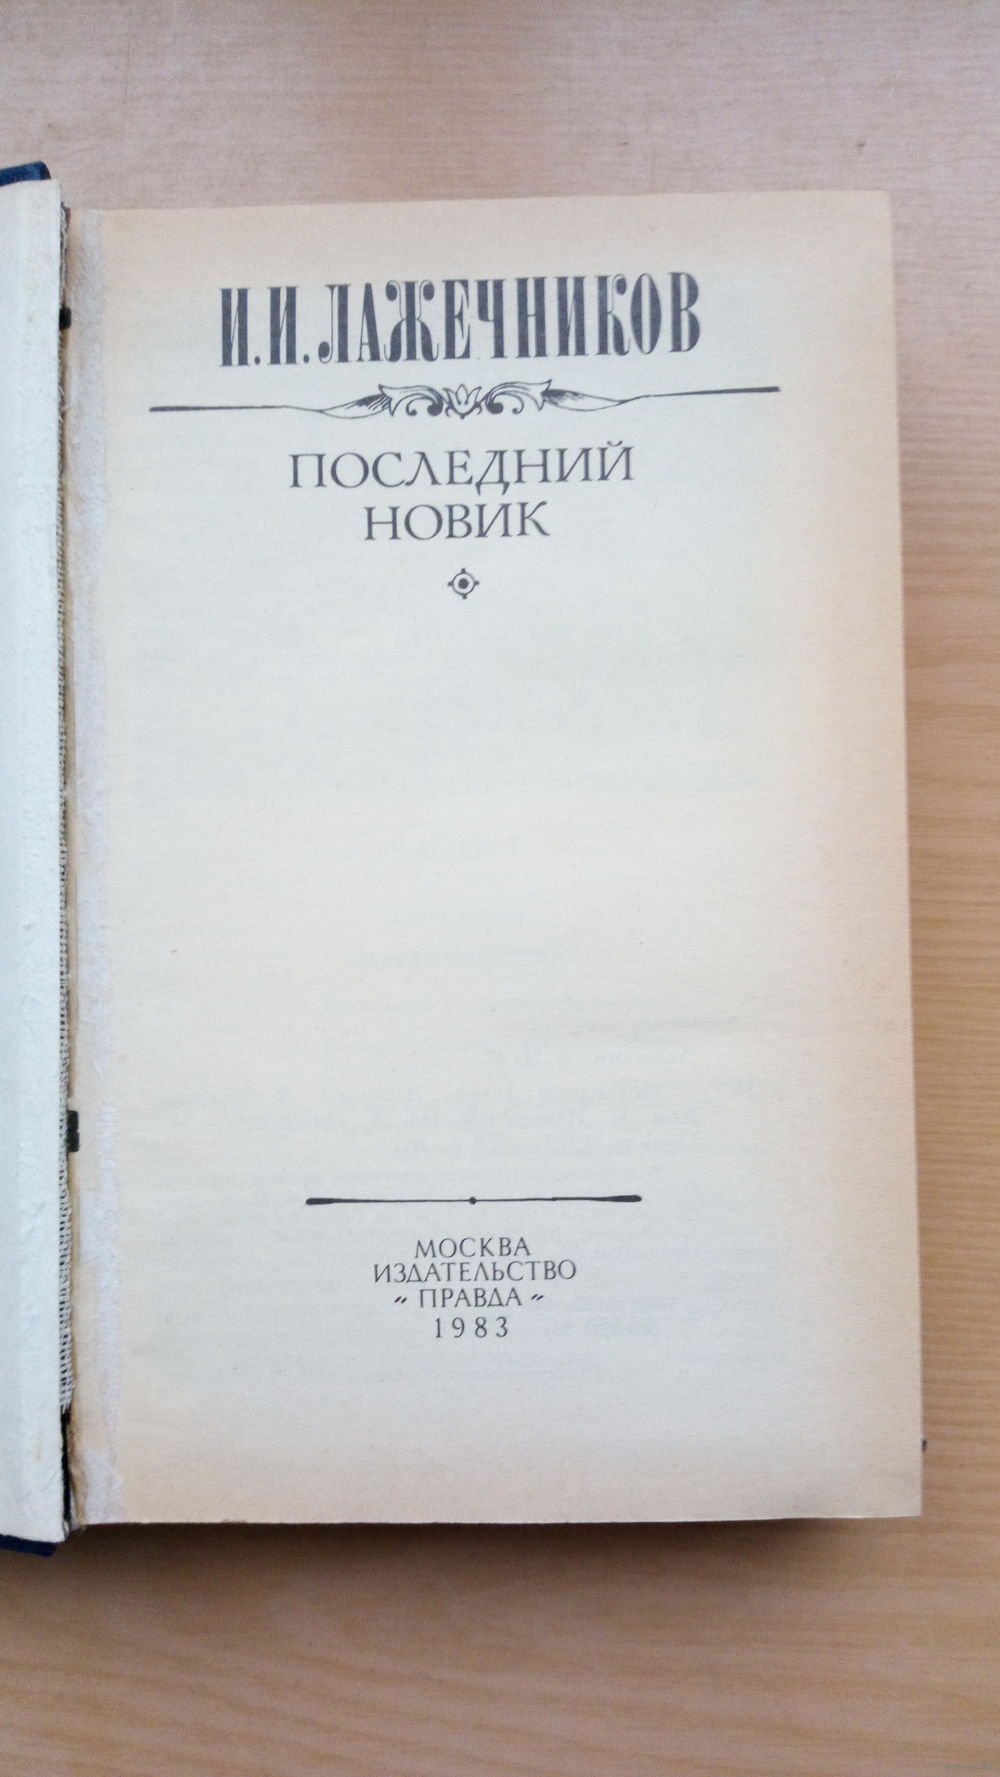 И.И.ЛАЖЕЧНИКОВ
ПОСЛЕДНИЙ
НОВИК
МОСКВА
ИЗДАТЕЛЬСТВО
„ПРАВДА“
1983